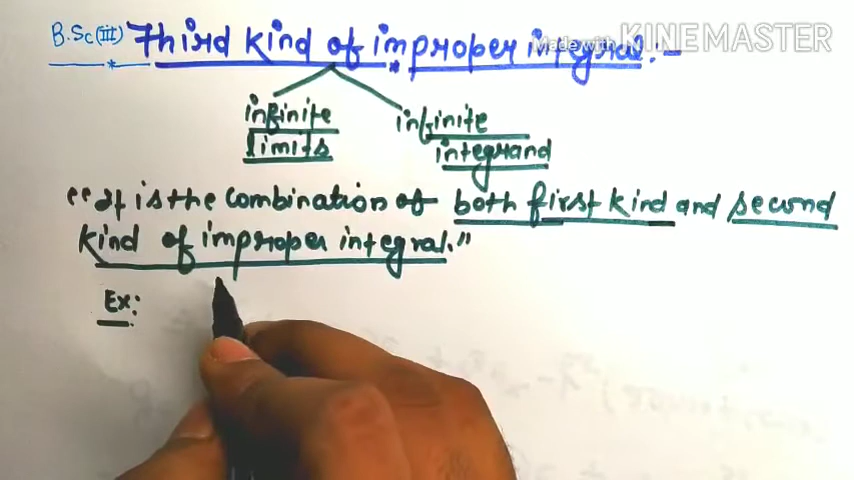 B.Sc(III) Third kind of improper integral :-
Made with KINEMASTER
infinite limits
infinite integrand
"It is the combination of both first kind and second
kind of improper integral."
Ex: